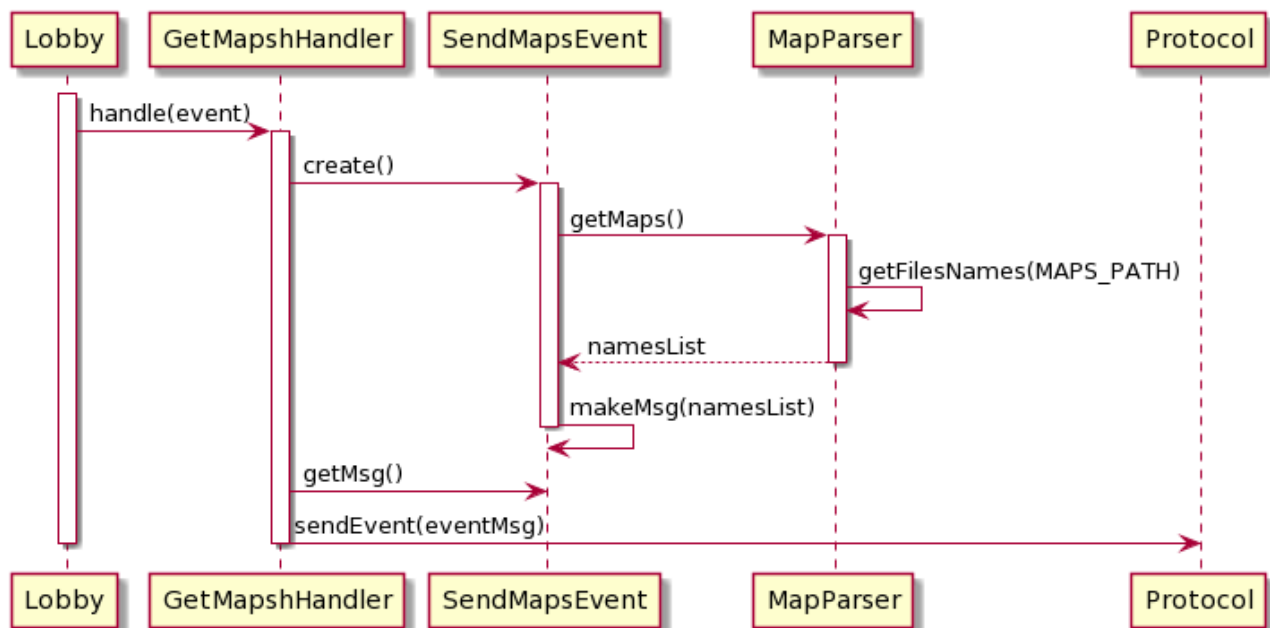 Lobby GetMapshHandler SendMapsEvent MapParser Protocol
handle(event)
create()
getMaps()
getFilesNames(MAPS_PATH)
namesList
makeMsg(namesList)
getMsg()
sendEvent(eventMsg)
Lobby GetMapshHandler SendMapsEvent MapParser Protocol